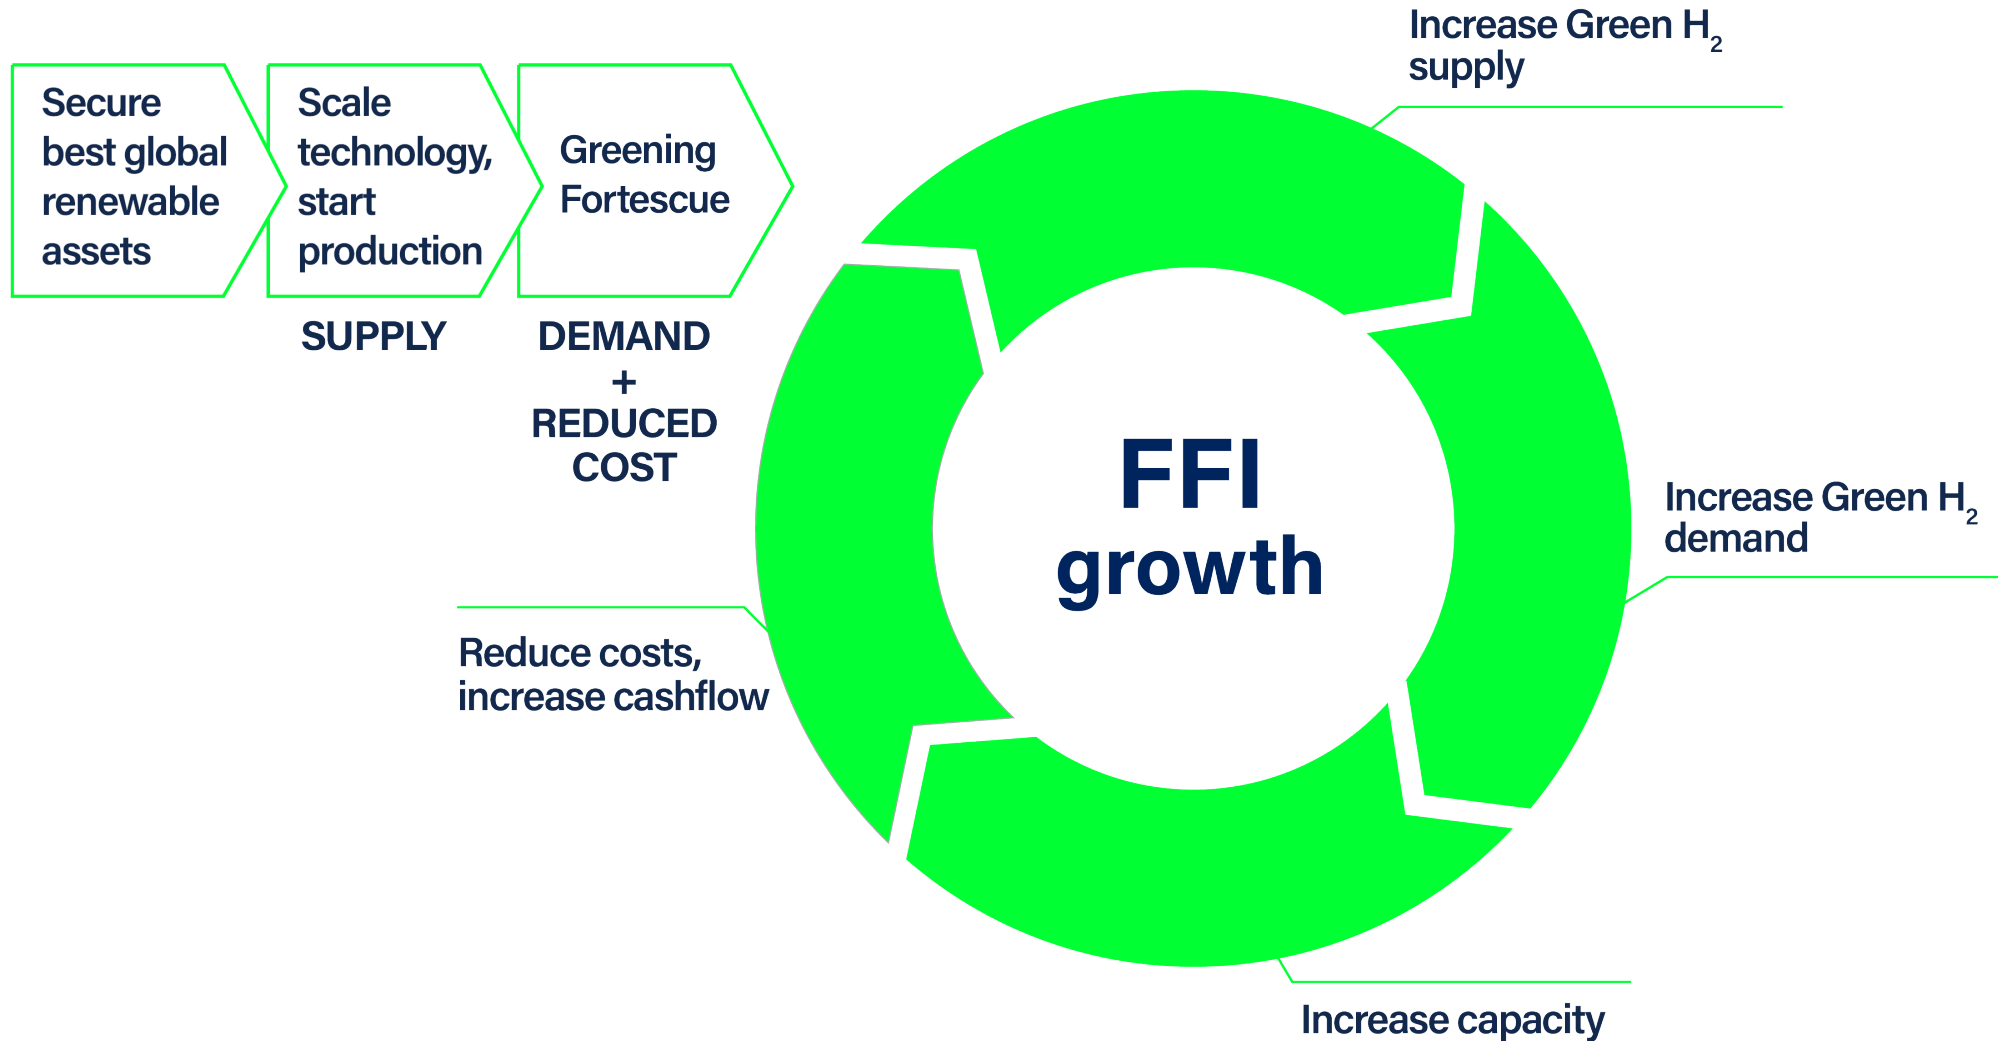 Secure
best global
renewable
assets
Scale
technology,
start
production
SUPPLY
Greening
Fortescue
DEMAND
+
REDUCED
COST
Increase Green H₂
supply
Increase Green H₂
demand
Increase capacity
Reduce costs,
increase cashflow
FFI
growth